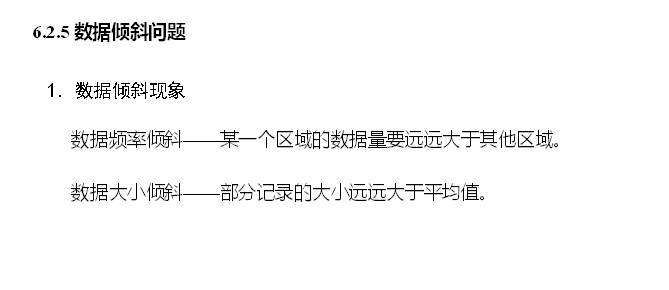 6.2.5 数据倾斜问题
1. 数据倾斜现象
数据频率倾斜——某一个区域的数据量要远远大于其他区域。
数据大小倾斜——部分记录的大小远远大于平均值。